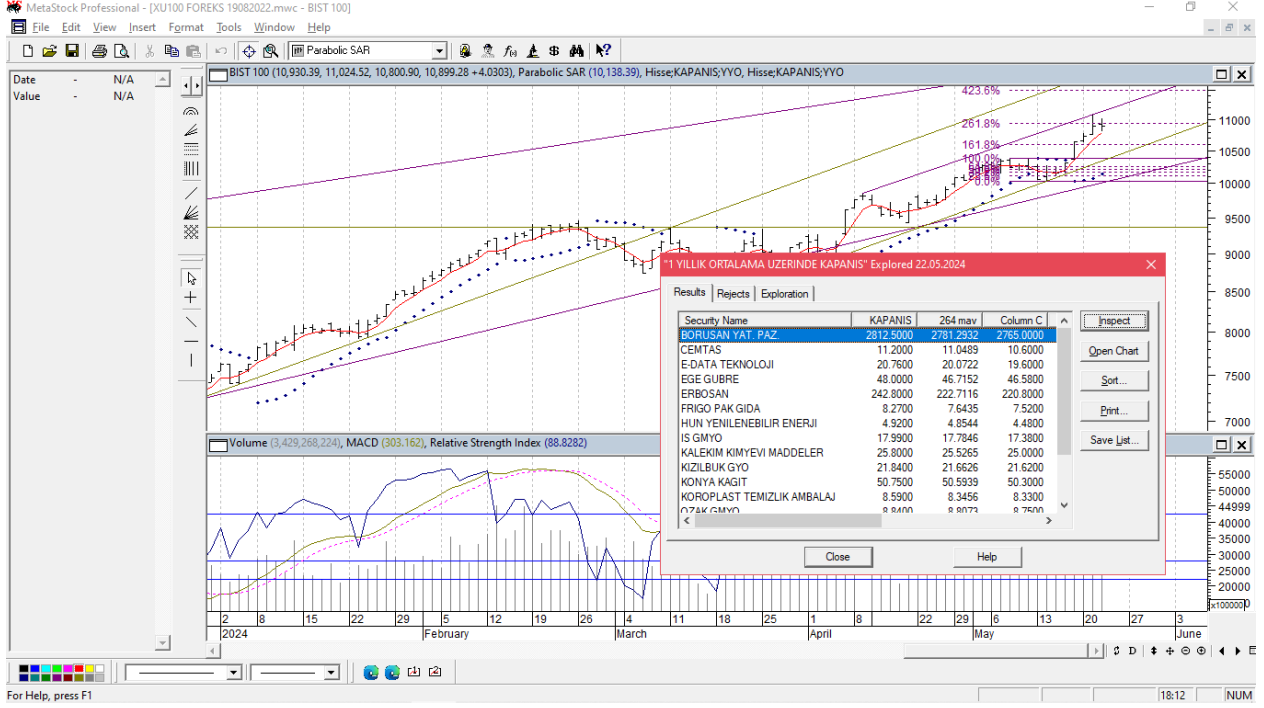 MetaStock Professional - [XU100 FOREKS 19082022.mwc - BIST 100]
File Edit View Insert Format Tools Window Help
Parabolic SAR
Date - N/A
Value - N/A
BIST 100 (10,930.39, 11,024.52, 10,800.90, 10,899.28 +4.0303), Parabolic SAR (10,138.39), Hisse;KAPANIS;YYO, Hisse;KAPANIS;YYO
423.6%
261.8%
161.8%
100.0%
0.0%
11000
10500
10000
9500
9000
8500
8000
7500
7000
"1 YILLIK ORTALAMA UZERINDE KAPANIS" Explored 22.05.2024
Results Rejects Exploration
Security Name KAPANIS 264 mav Column C
BORUSAN YAT. PAZ. 2812.5000 2781.2932 2765.0000
CEMTAS 11.2000 11.0489 10.6000
E-DATA TEKNOLOJI 20.7600 20.0722 19.6000
EGE GUBRE 48.0000 46.7152 46.5800
ERBOSAN 242.8000 222.7116 220.8000
FRIGO PAK GIDA 8.2700 7.6435 7.5200
HUN YENILENEBILIR ENERJI 4.9200 4.8544 4.4800
IS GMYO 17.9900 17.7846 17.3800
KALEKIM KIMYEVI MADDELER 25.8000 25.5265 25.0000
KIZILBUK GYO 21.8400 21.6626 21.6200
KONYA KAGIT 50.7500 50.5939 50.3000
KOROPLAST TEMIZLIK AMBALAJ 8.5900 8.3456 8.3300
OZAK GMYO 8.8400 8.8073 8.7500
Inspect
Open Chart
Sort...
Print...
Save List...
Close Help
Volume (3,429,268,224), MACD (303.162), Relative Strength Index (88.8282)
55000
50000
44999
40000
35000
30000
25000
20000
x100000
2 8 15 22 29 5 12 19 26 4 11 18 25 1 8 22 29 6 13 20 27 3
2024 February March April May June
D
For Help, press F1
18:12 NUM